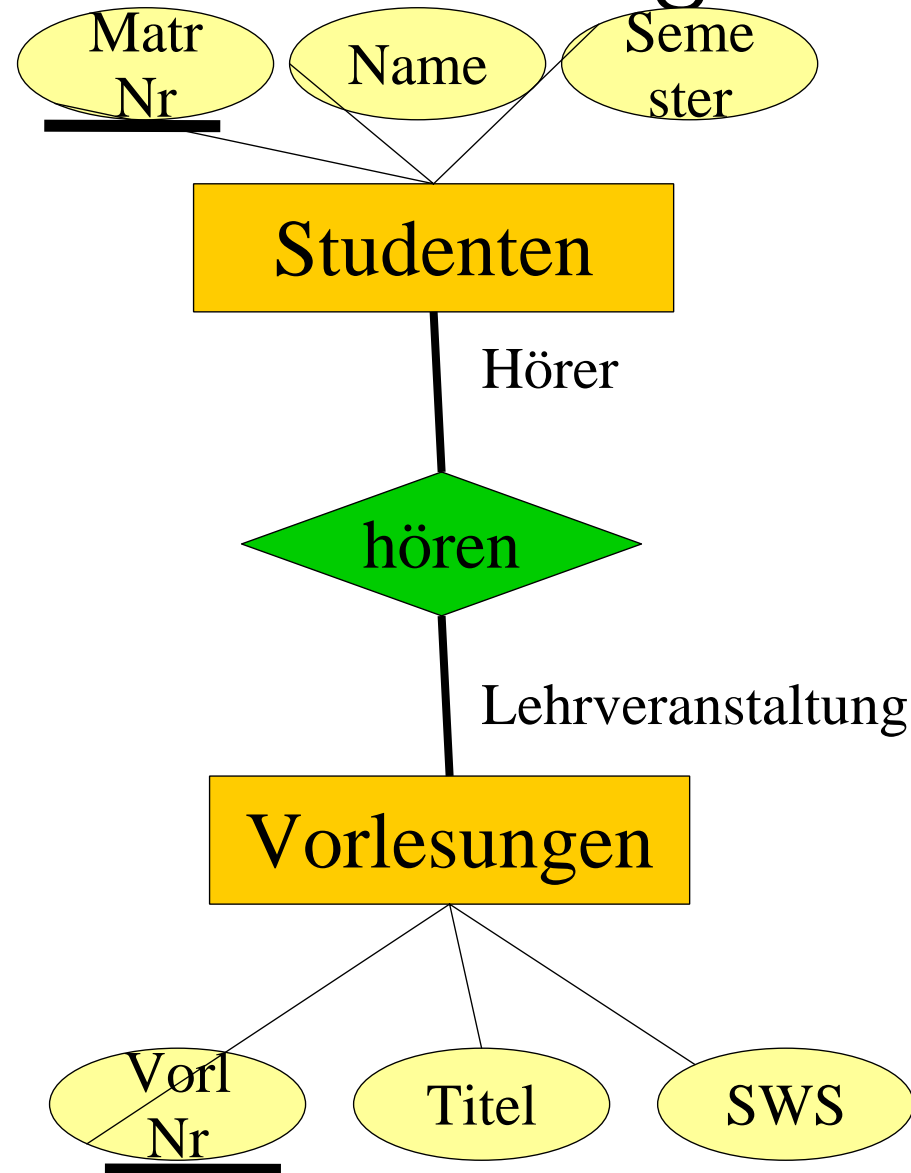 Matr
Nr
Name
Seme
ster
Studenten
Hörer
hören
Lehrveranstaltung
Vorlesungen
Vorl
Nr
Titel
SWS